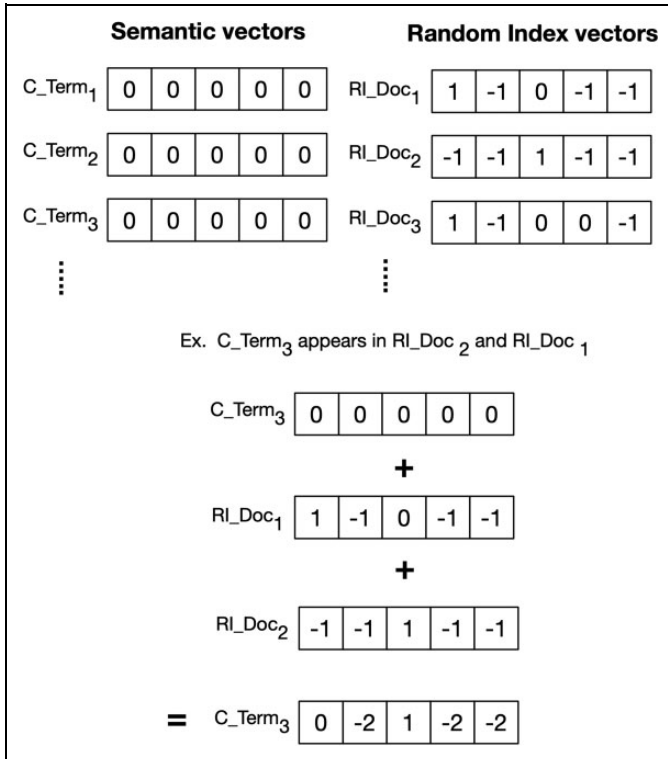 Semantic vectors Random Index vectors
C_Term1 0 0 0 0 0 RI_Doc1 1 -1 0 -1 -1
C_Term2 0 0 0 0 0 RI_Doc2 -1 -1 1 -1 -1
C_Term3 0 0 0 0 0 RI_Doc3 1 -1 0 0 -1
Ex. C_Term3 appears in RI_Doc 2 and RI_Doc 1
C_Term3 0 0 0 0 0
+
RI_Doc1 1 -1 0 -1 -1
+
RI_Doc2 -1 -1 1 -1 -1
= C_Term3 0 -2 1 -2 -2